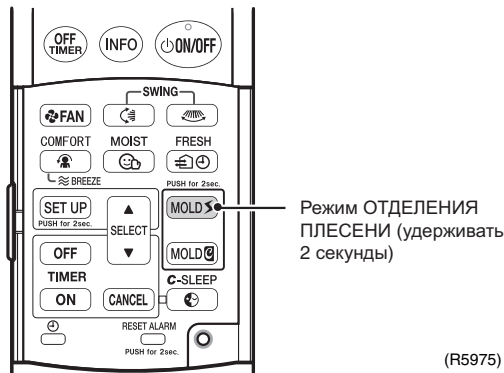 OFF TIMER
INFO
ON/OFF
SWING
FAN
COMFORT
MOIST
FRESH
BREEZE
PUSH for 2sec.
SET UP
PUSH for 2sec.
SELECT
MOLD
MOLD
OFF
TIMER
ON
CANCEL
C-SLEEP
RESET ALARM
PUSH for 2sec.
Режим ОТДЕЛЕНИЯ
ПЛЕСЕНИ (удерживать
2 секунды)
(R5975)